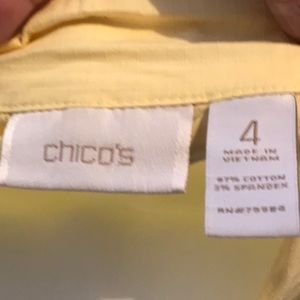 chico's
4
MADE IN
VIETNAM
97% COTTON
3% SPANDEX